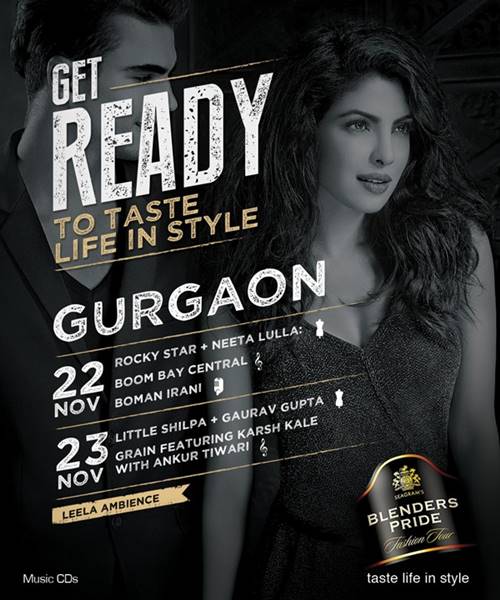 GET
READY
TO TASTE
LIFE IN STYLE
GURGAON
22
NOV
ROCKY STAR + NEETA LULLA:
BOOM BAY CENTRAL
BOMAN IRANI
23
NOV
LITTLE SHILPA + GAURAV GUPTA
GRAIN FEATURING KARSH KALE
WITH ANKUR TIWARI
LEELA AMBIENCE
SEAGRAM'S
BLENDERS
PRIDE
Fashion Tour
Music CDs
taste life in style